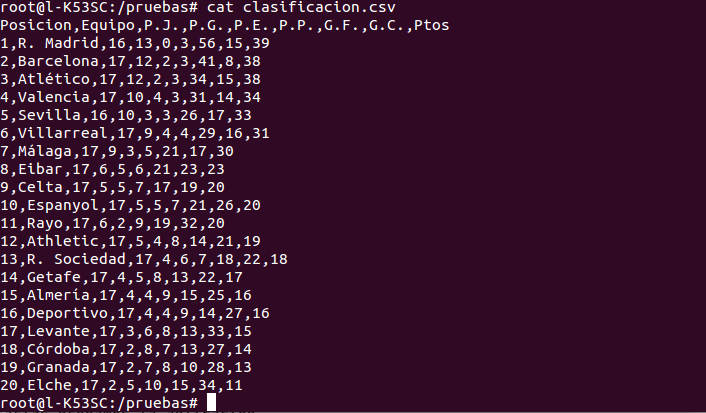 root@l-K53SC:/pruebas# cat clasificacion.csv
Posicion,Equipo,P.J.,P.G.,P.E.,P.P.,G.F.,G.C.,Ptos
1,R. Madrid,16,13,0,3,56,15,39
2,Barcelona,17,12,2,3,41,8,38
3,Atlético,17,12,2,3,34,15,38
4,Valencia,17,10,4,3,31,14,34
5,Sevilla,16,10,3,3,26,17,33
6,Villarreal,17,9,4,4,29,16,31
7,Málaga,17,9,3,5,21,17,30
8,Eibar,17,6,5,6,21,23,23
9,Celta,17,5,5,7,17,19,20
10,Espanyol,17,5,5,7,21,26,20
11,Rayo,17,6,2,9,19,32,20
12,Athletic,17,5,4,8,14,21,19
13,R. Sociedad,17,4,6,7,18,22,18
14,Getafe,17,4,5,8,13,22,17
15,Almería,17,4,4,9,15,25,16
16,Deportivo,17,4,4,9,14,27,16
17,Levante,17,3,6,8,13,33,15
18,Córdoba,17,2,8,7,13,27,14
19,Granada,17,2,7,8,10,28,13
20,Elche,17,2,5,10,15,34,11
root@l-K53SC:/pruebas#